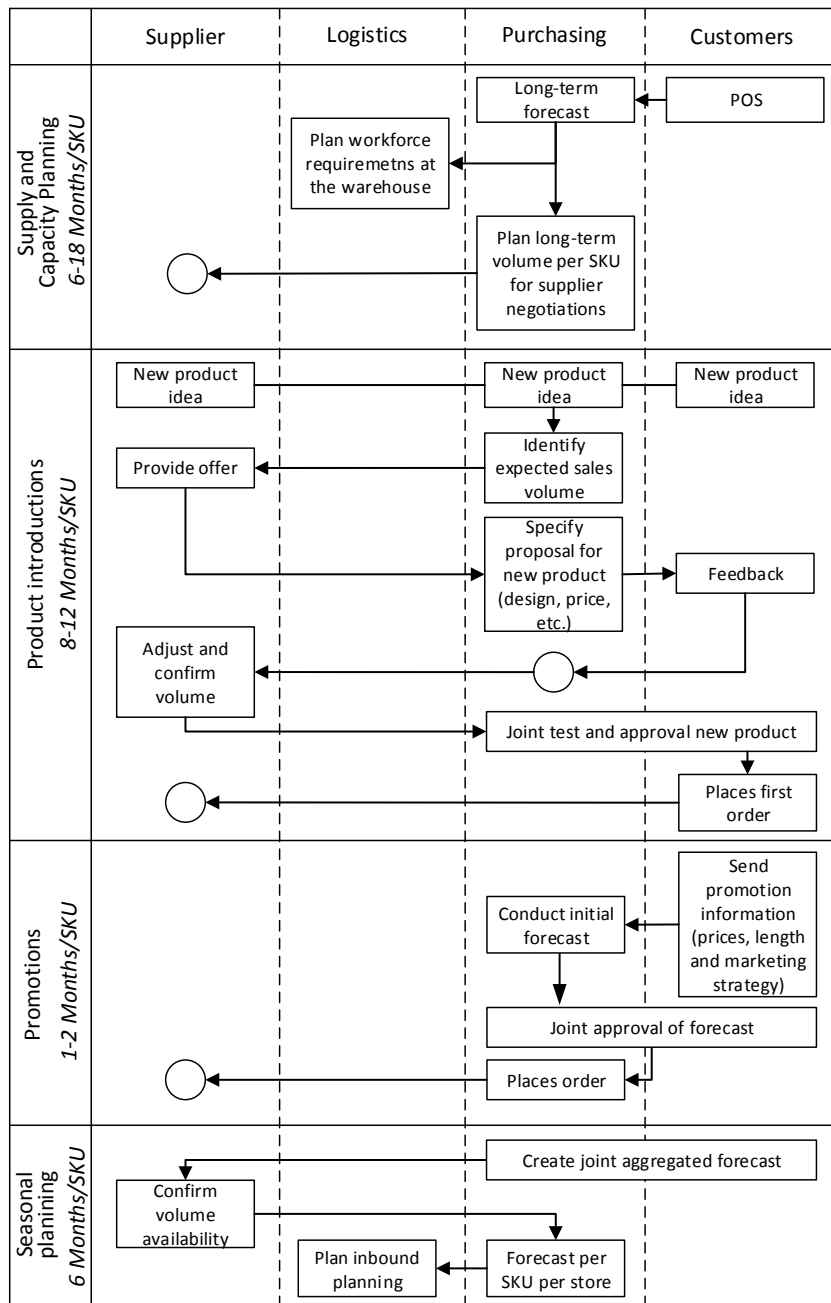 Supplier
Logistics
Purchasing
Customers
Supply and
Capacity Planning
6-18 Months/SKU
Long-term
forecast
POS
Plan workforce
requiremetns at
the warehouse
Plan long-term
volume per SKU
for supplier
negotiations
Product introductions
8-12 Months/SKU
New product
idea
New product
idea
New product
idea
Identify
expected sales
volume
Provide offer
Specify
proposal for
new product
(design, price,
etc.)
Feedback
Adjust and
confirm
volume
Joint test and approval new product
Places first
order
Promotions
1-2 Months/SKU
Send
promotion
information
(prices, length
and marketing
strategy)
Conduct initial
forecast
Joint approval of forecast
Places order
Seasonal
planining
6 Months/SKU
Create joint aggregated forecast
Confirm
volume
availability
Plan inbound
planning
Forecast per
SKU per store